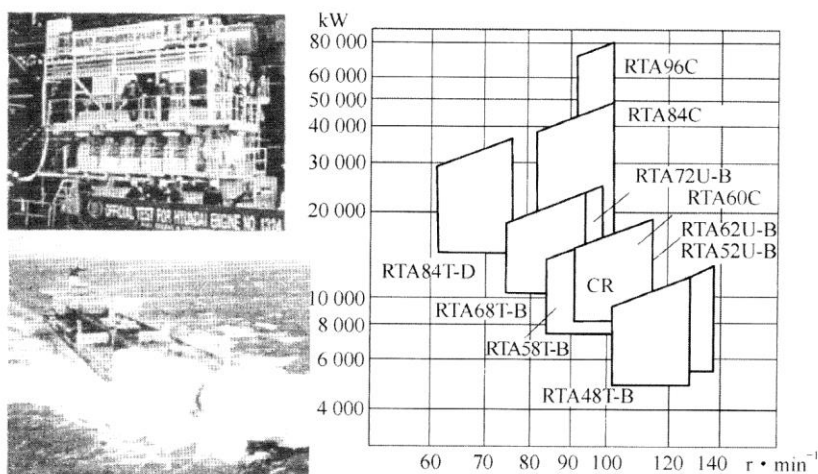 kW
80 000
60 000
50 000
40 000
30 000
20 000
10 000
8 000
6 000
4 000
60 70 80 90 100 120 140 r·min⁻¹
RTA96C
RTA84C
RTA72U-B
RTA60C
RTA62U-B
RTA52U-B
RTA84T-D
CR
RTA68T-B
RTA58T-B
RTA48T-B
OFFICIAL TEST FOR HYUNDAI ENGINE NO.